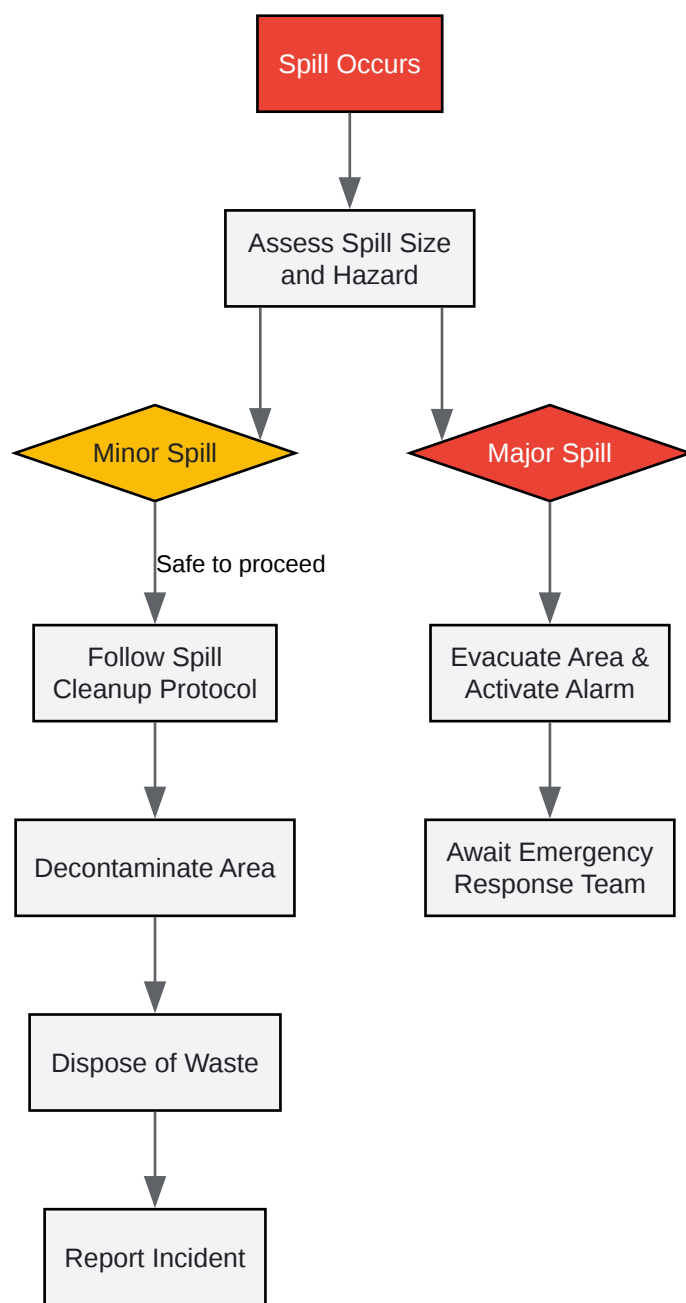 Spill Occurs
Assess Spill Size
and Hazard
Minor Spill
Major Spill
Safe to proceed
Follow Spill
Cleanup Protocol
Evacuate Area &
Activate Alarm
Decontaminate Area
Await Emergency
Response Team
Dispose of Waste
Report Incident